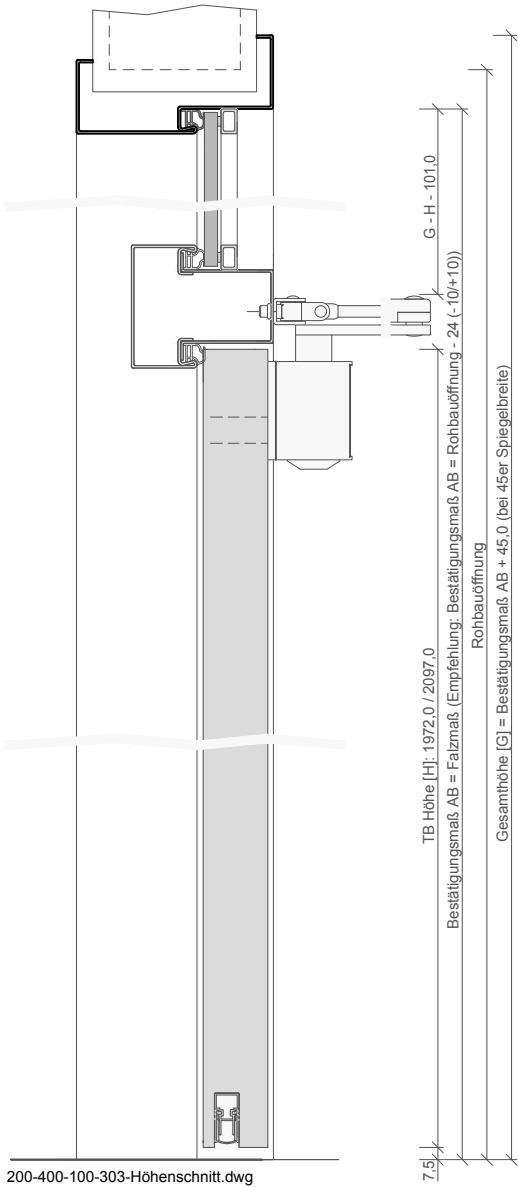 G - H - 101,0
TB Höhe [H]: 1972,0 / 2097,0
7,5
Bestätigungsmaß AB = Falzmaß (Empfehlung: Bestätigungsmaß AB = Rohbauöffnung - 24 (-10/+10))
Rohbauöffnung
Gesamthöhe [G] = Bestätigungsmaß AB + 45,0 (bei 45er Spiegelbreite)
200-400-100-303-Höhenschnitt.dwg